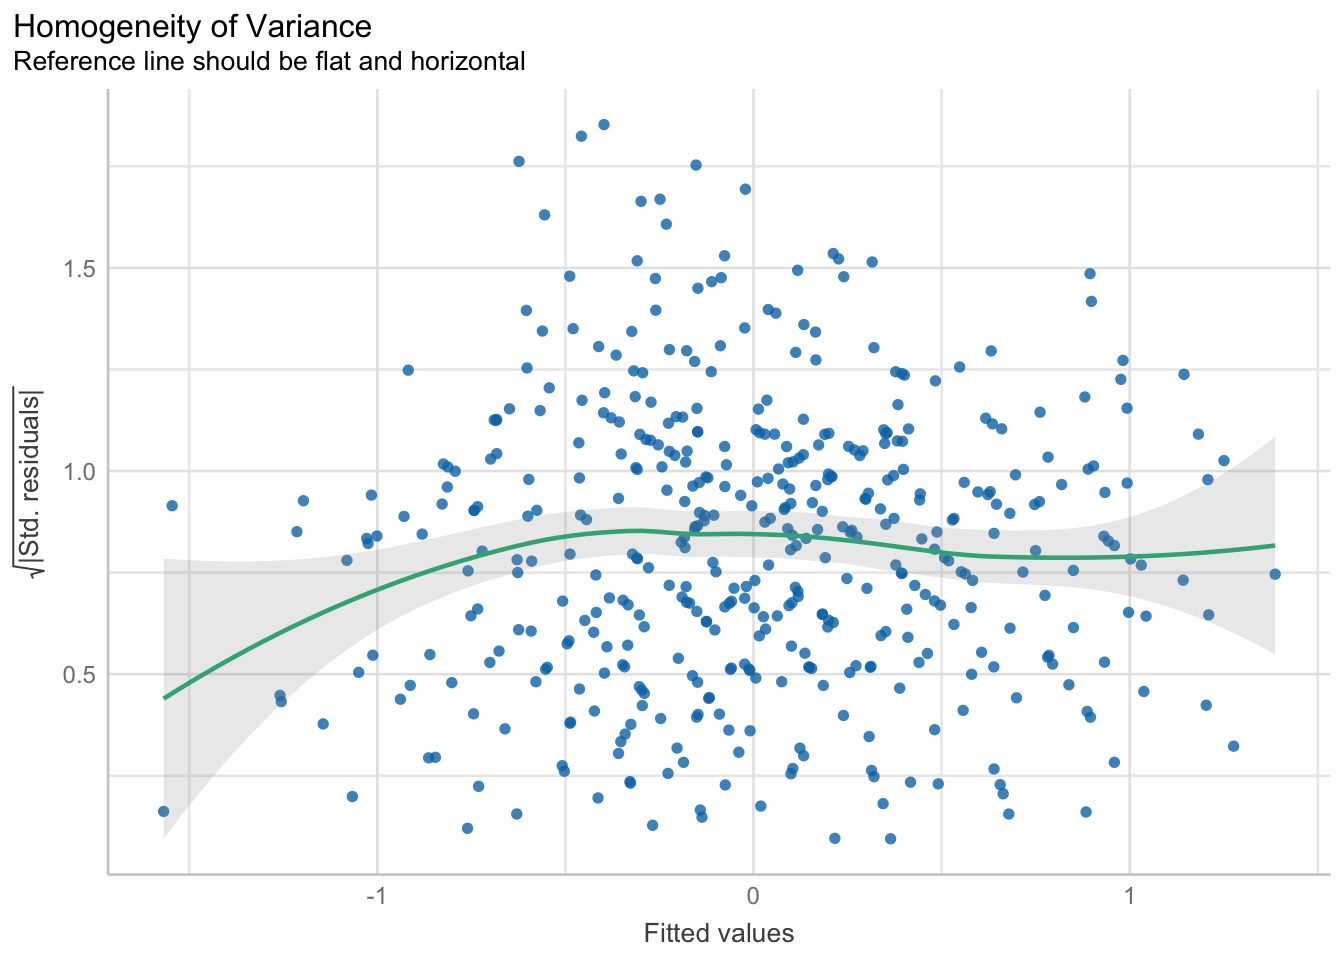 Homogeneity of Variance
Reference line should be flat and horizontal
√|Std. residuals|
1.5
1.0
0.5
-1
0
1
Fitted values